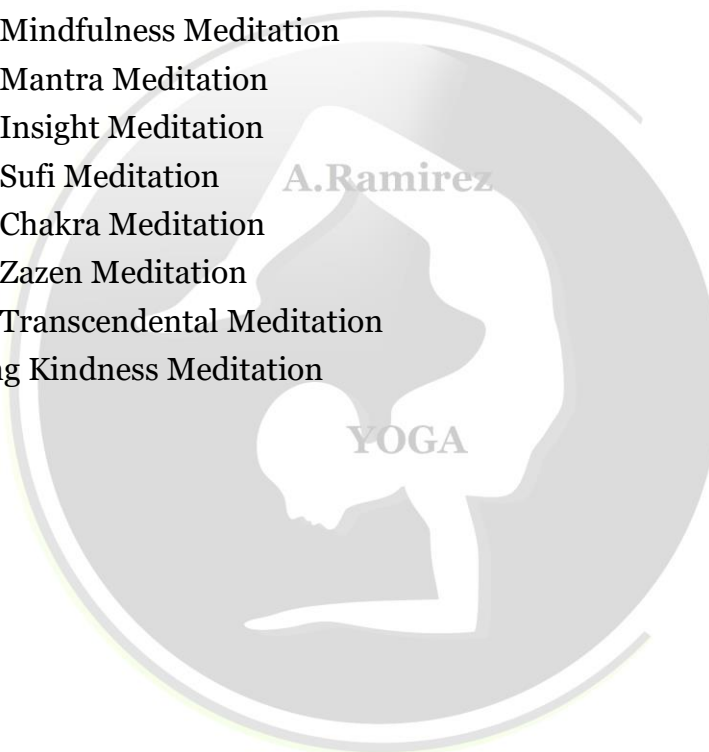 Mindfulness Meditation
Mantra Meditation
Insight Meditation
Sufi Meditation
A.Ramirez
Chakra Meditation
Zazen Meditation
Transcendental Meditation
Kindness Meditation
YOGA